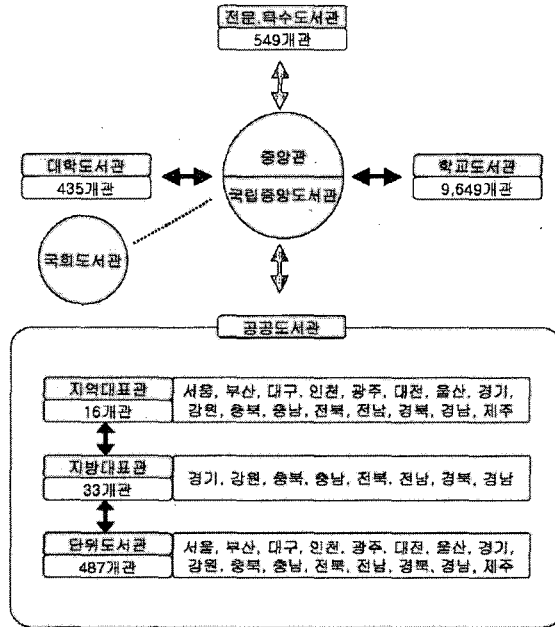 전문.특수도서관
549개관
중앙관
국립중앙도서관
대학도서관
435개관
학교도서관
9,649개관
국회도서관
공공도서관
지역대표관
16개관
서울, 부산, 대구, 인천, 광주, 대전, 울산, 경기,
강원, 충북, 충남, 전북, 전남, 경북, 경남, 제주
지방대표관
33개관
경기, 강원, 충북, 충남, 전북, 전남, 경북, 경남
단위도서관
487개관
서울, 부산, 대구, 인천, 광주, 대전, 울산, 경기,
강원, 충북, 충남, 전북, 전남, 경북, 경남, 제주